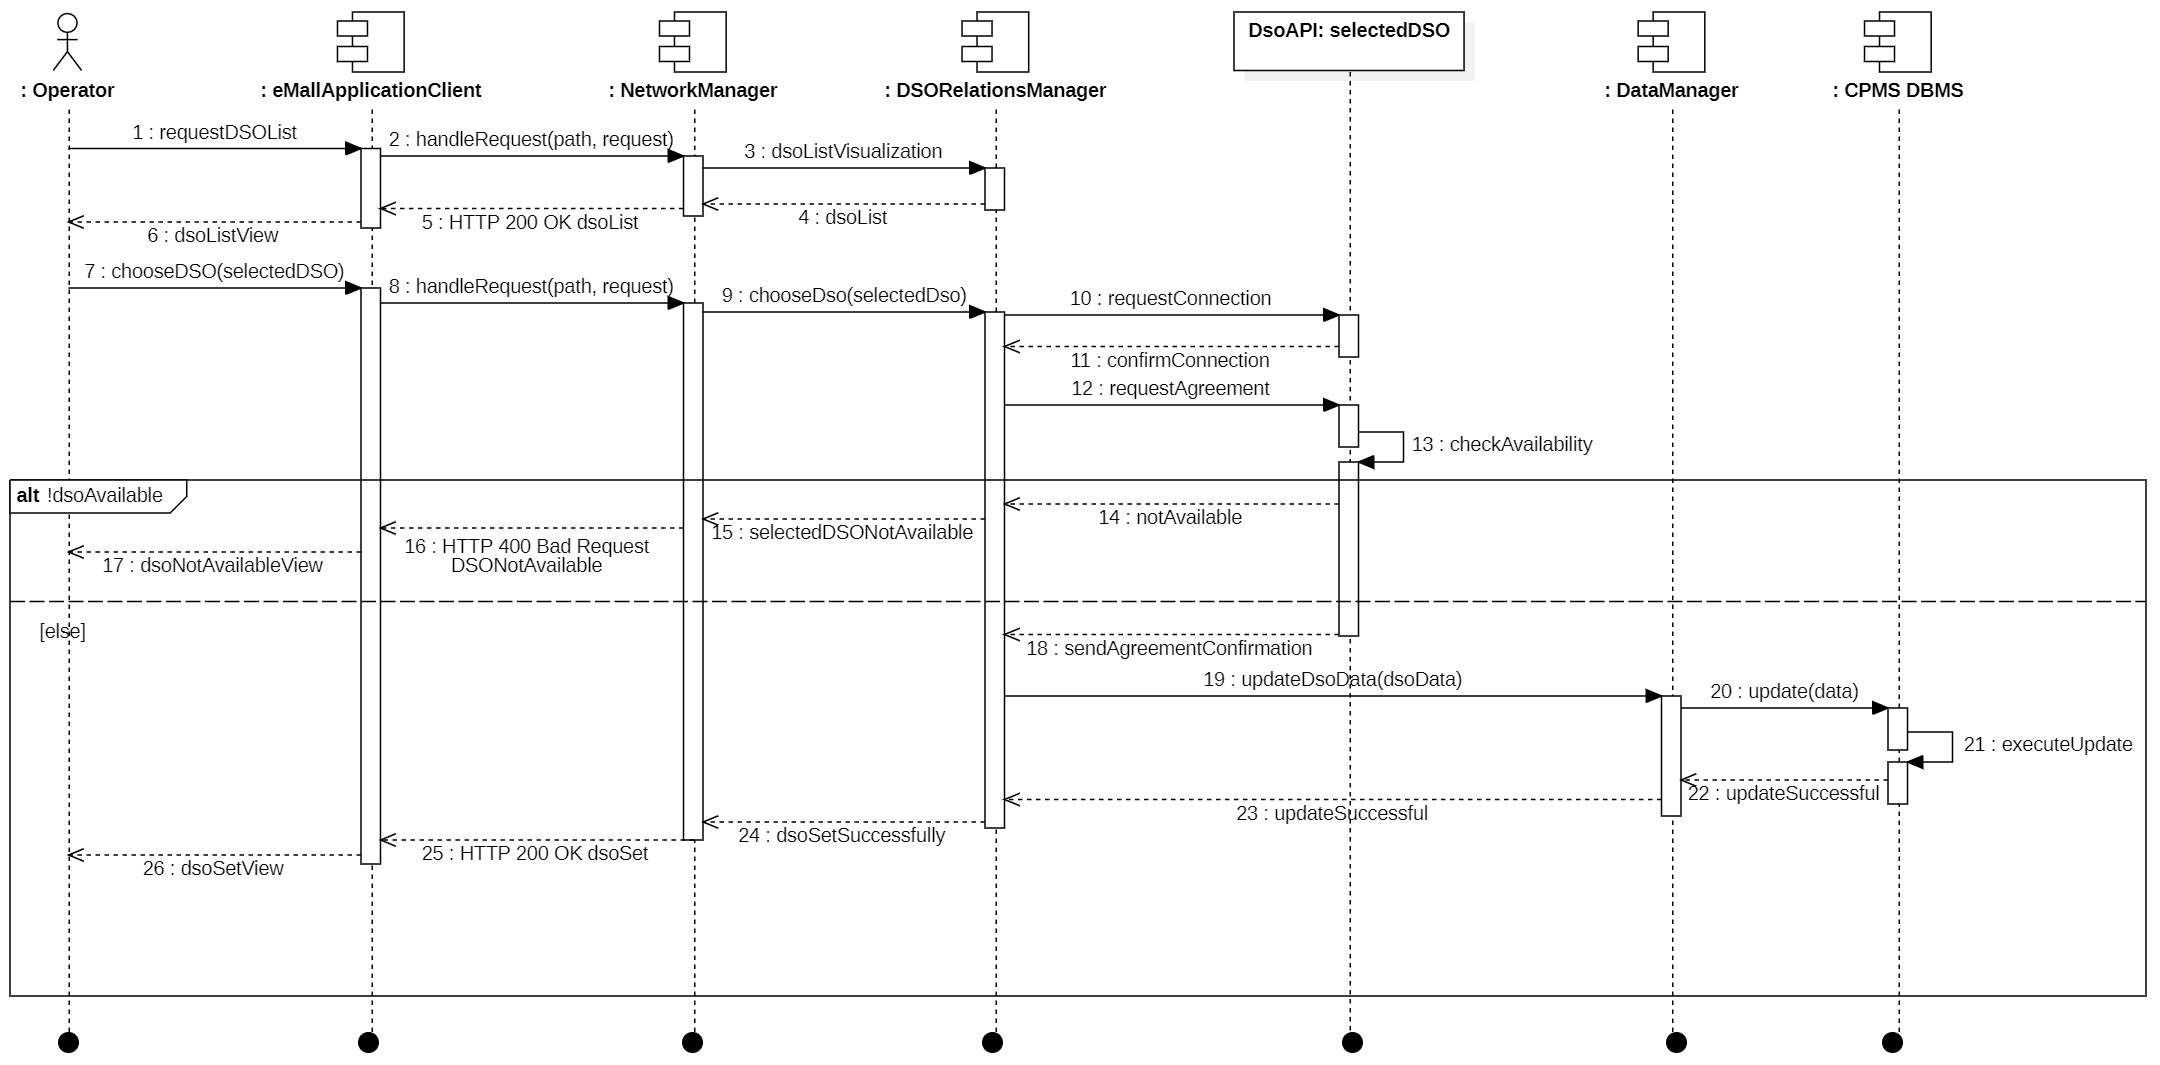 : Operator
: eMallApplicationClient
: NetworkManager
: DSORelationsManager
DsoAPI: selectedDSO
: DataManager
: CPMS DBMS
1 : requestDSOList
2 : handleRequest(path, request)
3 : dsoListVisualization
4 : dsoList
5 : HTTP 200 OK dsoList
6 : dsoListView
7 : chooseDSO(selectedDSO)
8 : handleRequest(path, request)
9 : chooseDso(selectedDso)
10 : requestConnection
11 : confirmConnection
12 : requestAgreement
13 : checkAvailability
alt !dsoAvailable
14 : notAvailable
15 : selectedDSONotAvailable
16 : HTTP 400 Bad Request
DSONotAvailable
17 : dsoNotAvailableView
[else]
18 : sendAgreementConfirmation
19 : updateDsoData(dsoData)
20 : update(data)
21 : executeUpdate
22 : updateSuccessful
23 : updateSuccessful
24 : dsoSetSuccessfully
25 : HTTP 200 OK dsoSet
26 : dsoSetView